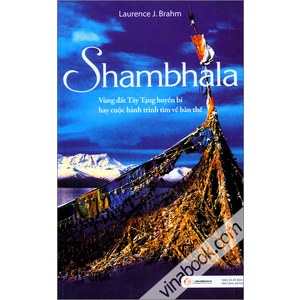 Laurence J. Brahm
Shambhala
Vùng đất Tây Tạng huyền bí
hay cuộc hành trình tìm về bản thể
vinabook.com